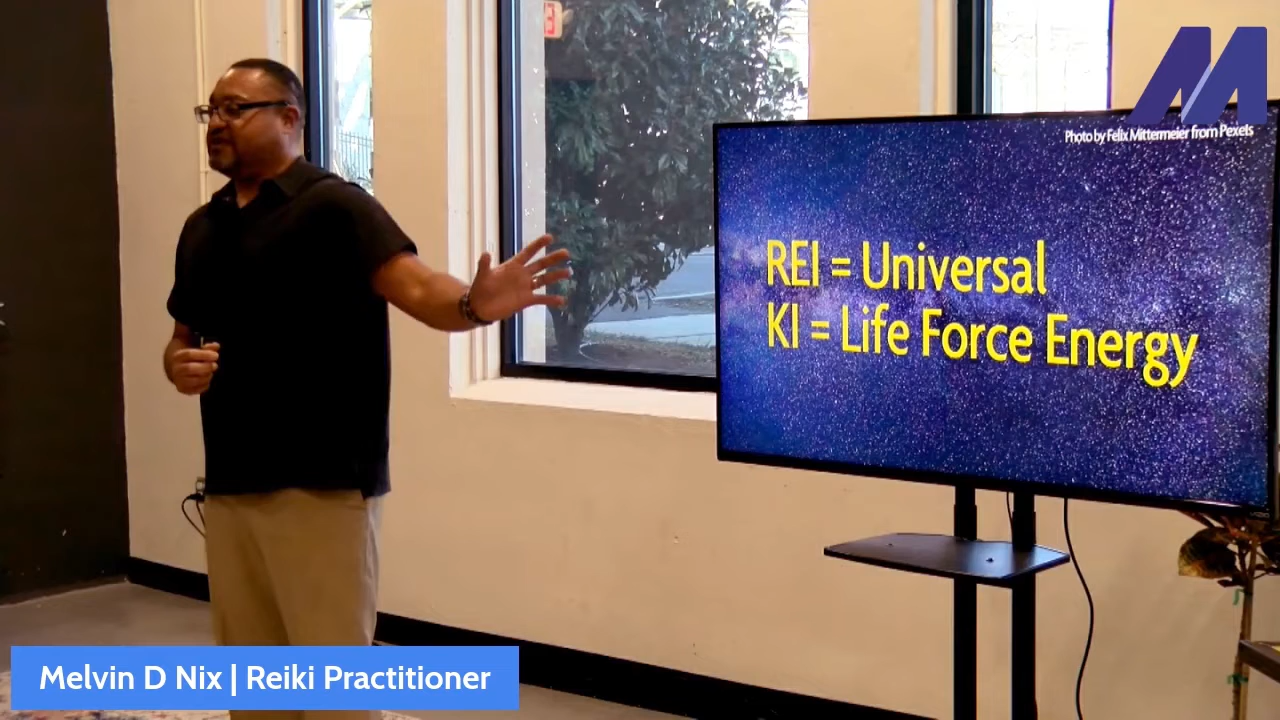 Photo by Felix Mittermeier from Pexels
REI = Universal
KI = Life Force Energy
Melvin D Nix | Reiki Practitioner